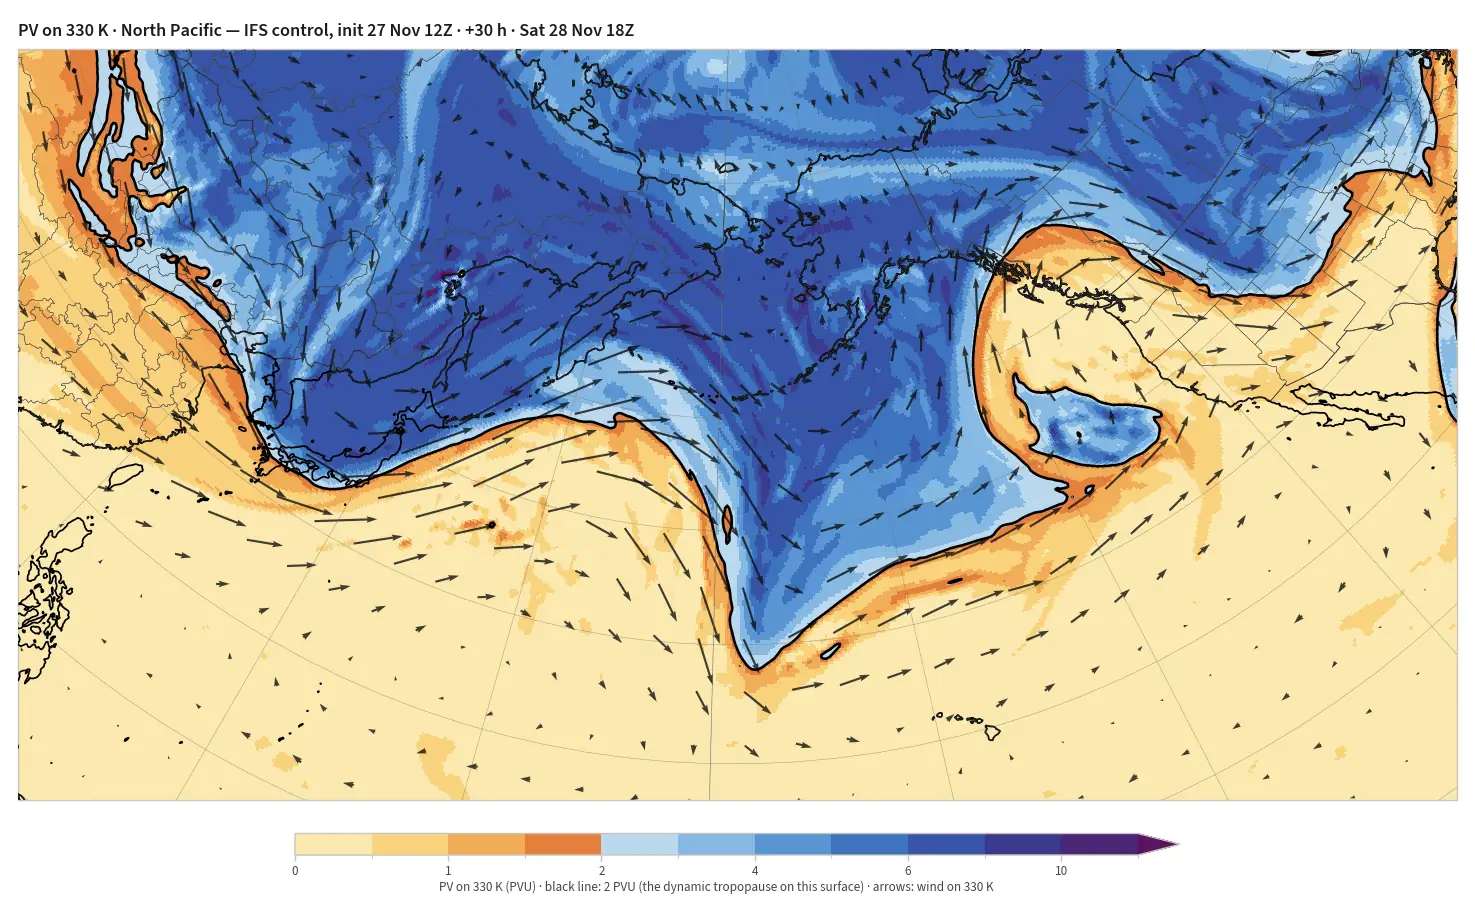 PV on 330 K · North Pacific — IFS control, init 27 Nov 12Z · +30 h · Sat 28 Nov 18Z
0 1 2 4 6 10
PV on 330 K (PVU) · black line: 2 PVU (the dynamic tropopause on this surface) · arrows: wind on 330 K